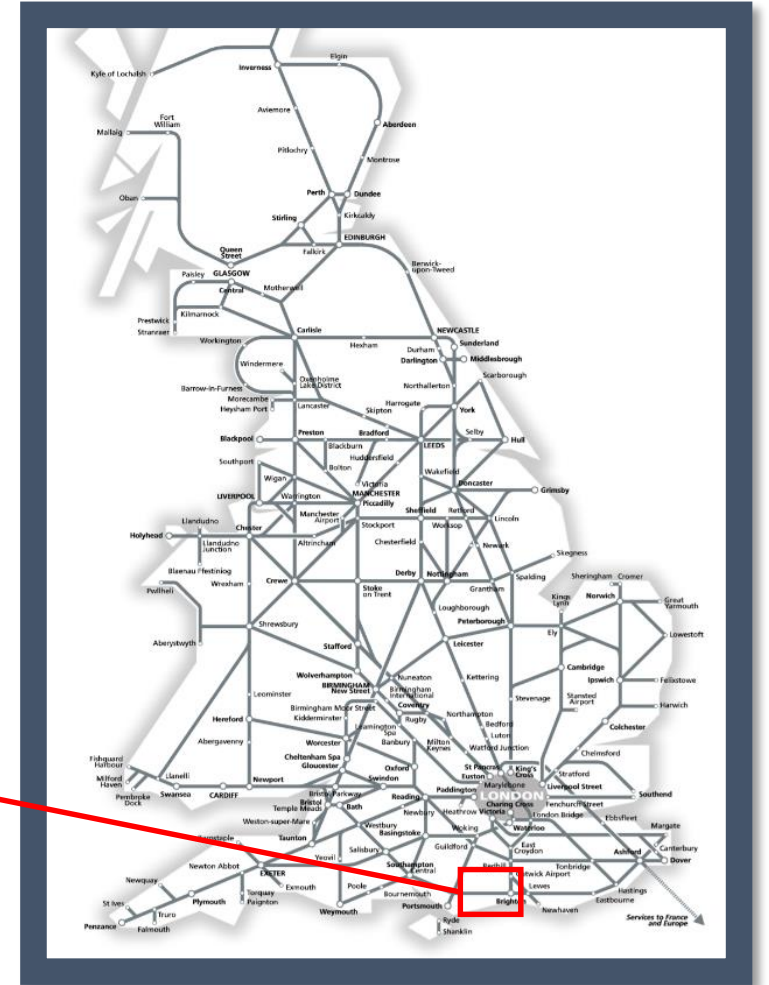 Elgin
Inverness
Kyle of Lochalsh
Aviemore
Fort
William
Mallaig
Aberdeen
Pitlochry
Montrose
Perth
Dundee
Oban
Stirling
Kirkcaldy
EDINBURGH
Queen
Street
Falkirk
Berwick-
upon-Tweed
Paisley
GLASGOW
Central
Motherwell
Prestwick
Kilmarnock
Stranraer
Carlisle
NEWCASTLE
Workington
Hexham
Sunderland
Durham
Darlington
Middlesbrough
Windermere
Scarborough
Oxenholme
Lake District
Barrow-in-Furness
Northallerton
Morecambe
Heysham Port
Lancaster
Harrogate
York
Skipton
Preston
Bradford
Selby
Blackpool
Blackburn
LEEDS
Hull
Huddersfield
Southport
Bolton
Wakefield
Wigan
Victoria
Doncaster
MANCHESTER
Grimsby
LIVERPOOL
Warrington
Piccadilly
Manchester
Airport
Sheffield
Retford
Lincoln
Llandudno
Chester
Stockport
Worksop
Holyhead
Llandudno
Junction
Altrincham
Chesterfield
Newark
Skegness
Blaenau Ffestiniog
Derby
Nottingham
Spalding
Sheringham
Cromer
Pwllheli
Wrexham
Crewe
Stoke
on Trent
Grantham
Kings
Lynn
Norwich
Great
Yarmouth
Loughborough
Peterborough
Shrewsbury
Ely
Lowestoft
Aberystwyth
Stafford
Leicester
Cambridge
Wolverhampton
Nuneaton
Kettering
Ipswich
Felixstowe
BIRMINGHAM
New Street
Birmingham
International
Leominster
Stevenage
Stansted
Airport
Harwich
Birmingham Moor Street
Coventry
Kidderminster
Rugby
Northampton
Hereford
Leamington
Spa
Bedford
Colchester
Abergavenny
Worcester
Banbury
Milton
Keynes
Luton
Watford Junction
Chelmsford
Fishguard
Harbour
Cheltenham Spa
Gloucester
Oxford
St Pancras
King's
Cross
Euston
Stratford
Milford
Haven
Llanelli
Newport
Swindon
Marylebone
Liverpool Street
Pembroke
Dock
Swansea
CARDIFF
Bristol Parkway
Reading
Paddington
LONDON
Southend
Bristol
Temple Meads
Bath
Newbury
Heathrow
Victoria
Charing Cross
Fenchurch Street
London Bridge
Ebbsfleet
Weston-super-Mare
Westbury
Basingstoke
Woking
Waterloo
Margate
Taunton
Salisbury
Guildford
East
Croydon
Canterbury
Newton Abbot
Yeovil
Southampton
Central
Tonbridge
Ashford
Dover
Newquay
EXETER
Exmouth
Poole
Lewes
Hastings
St Ives
Plymouth
Torquay
Paignton
Bournemouth
Eastbourne
Truro
Weymouth
Portsmouth
Brighton
Newhaven
Penzance
Falmouth
Ryde
Shanklin
Services to France
and Europe